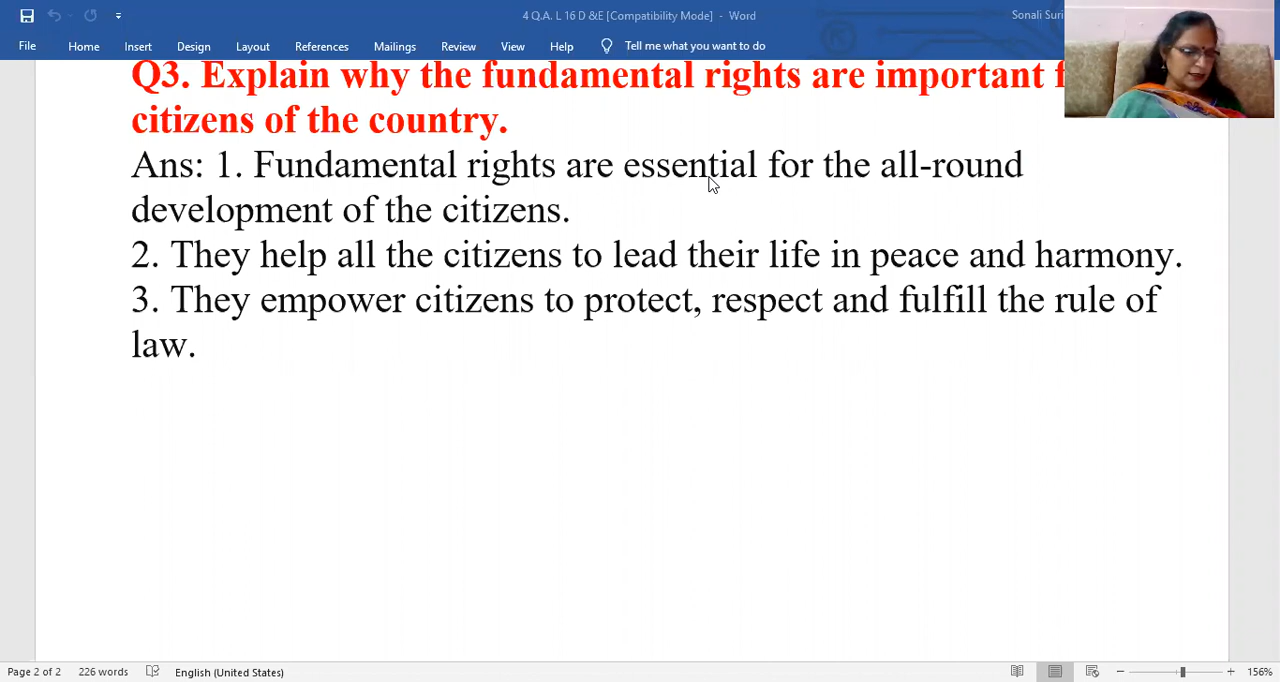 4 Q.A. L 16 D &E [Compatibility Mode] - Word
Sonali Suri
File Home Insert Design Layout References Mailings Review View Help Tell me what you want to do
Q3. Explain why the fundamental rights are important
citizens of the country.
Ans: 1. Fundamental rights are essential for the all-round
development of the citizens.
2. They help all the citizens to lead their life in peace and harmony.
3. They empower citizens to protect, respect and fulfill the rule of
law.
Page 2 of 2 226 words English (United States) 156%